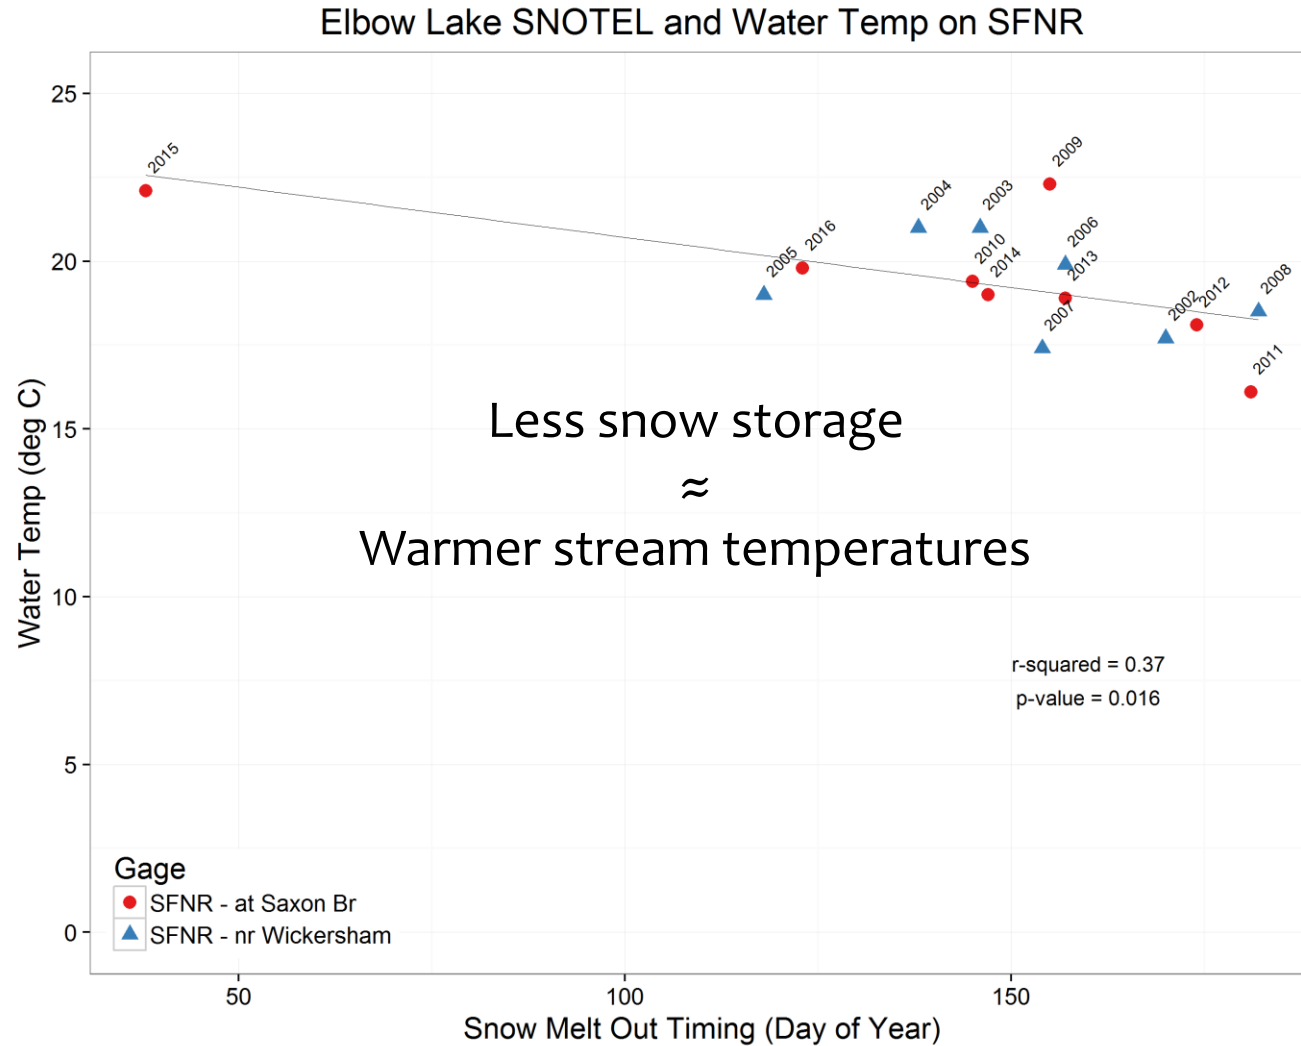 Elbow Lake SNOTEL and Water Temp on SFNR
25
20
15
10
5
0
Water Temp (deg C)
2015
2005
2016
2004
2003
2010
2014
2009
2006
2013
2007
2002
2012
2008
2011
Less snow storage
≈
Warmer stream temperatures
r-squared = 0.37
p-value = 0.016
Gage
SFNR - at Saxon Br
SFNR - nr Wickersham
50
100
150
Snow Melt Out Timing (Day of Year)